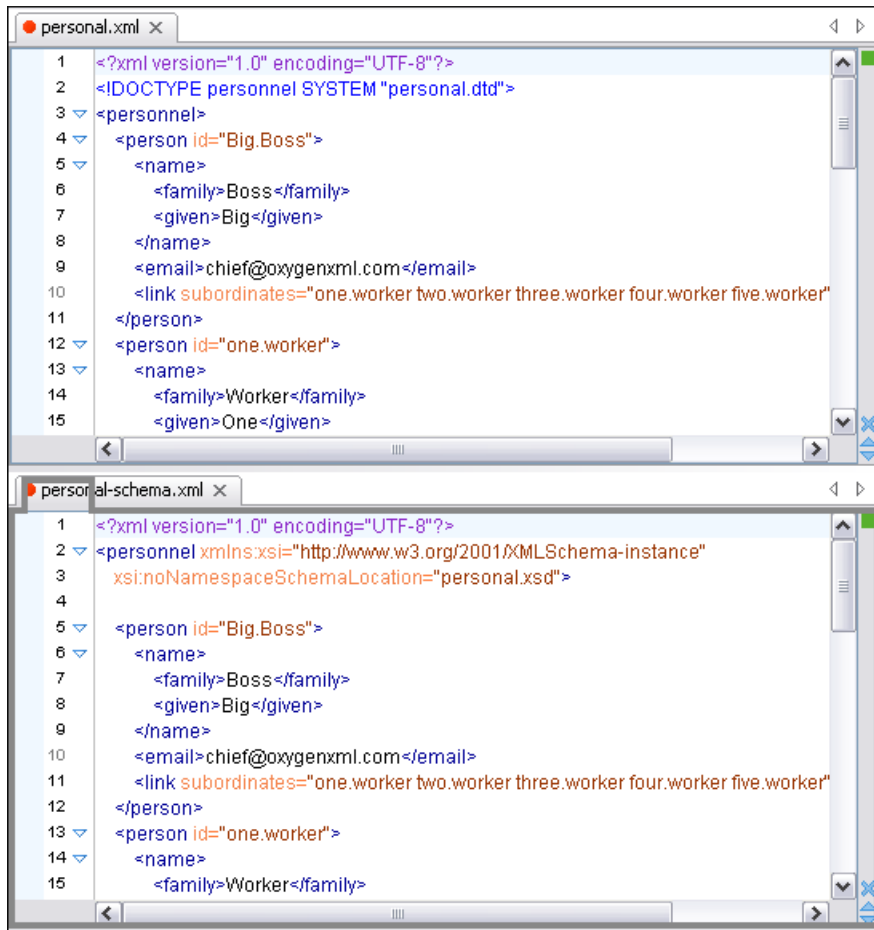 personal.xml
1 <?xml version="1.0" encoding="UTF-8"?>
2 <!DOCTYPE personnel SYSTEM "personal.dtd">
3 <personnel>
4 <person id="Big.Boss">
5 <name>
6 <family>Boss</family>
7 <given>Big</given>
8 </name>
9 <email>chief@oxygenxml.com</email>
10 <link subordinates="one.worker two.worker three.worker four.worker five.worker"
11 </person>
12 <person id="one.worker">
13 <name>
14 <family>Worker</family>
15 <given>One</given>
personal-schema.xml
1 <?xml version="1.0" encoding="UTF-8"?>
2 <personnel xmlns:xsi="http://www.w3.org/2001/XMLSchema-instance"
3 xsi:noNamespaceSchemaLocation="personal.xsd">
4
5 <person id="Big.Boss">
6 <name>
7 <family>Boss</family>
8 <given>Big</given>
9 </name>
10 <email>chief@oxygenxml.com</email>
11 <link subordinates="one.worker two.worker three.worker four.worker five.worker"
12 </person>
13 <person id="one.worker">
14 <name>
15 <family>Worker</family>